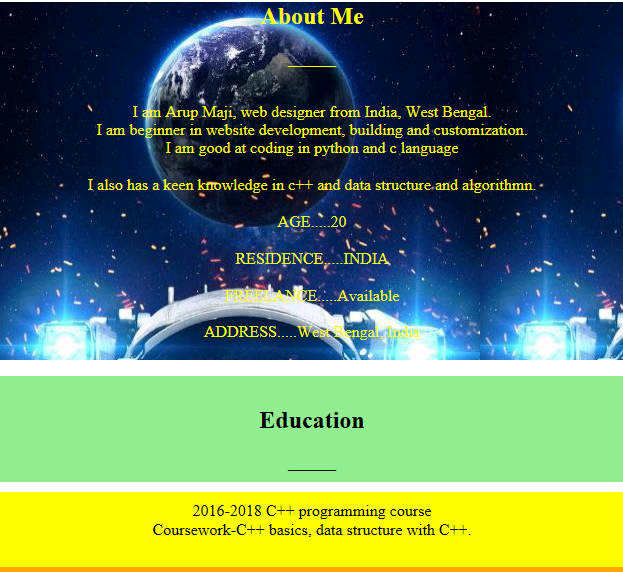 About Me
______
I am Arup Maji, web designer from India, West Bengal.
I am beginner in website development, building and customization.
I am good at coding in python and c language
I also has a keen knowledge in c++ and data structure and algorithmn.
AGE.....20
RESIDENCE.....INDIA
FREELANCE.....Available
ADDRESS.....West Bengal, India
Education
______
2016-2018 C++ programming course
Coursework-C++ basics, data structure with C++.